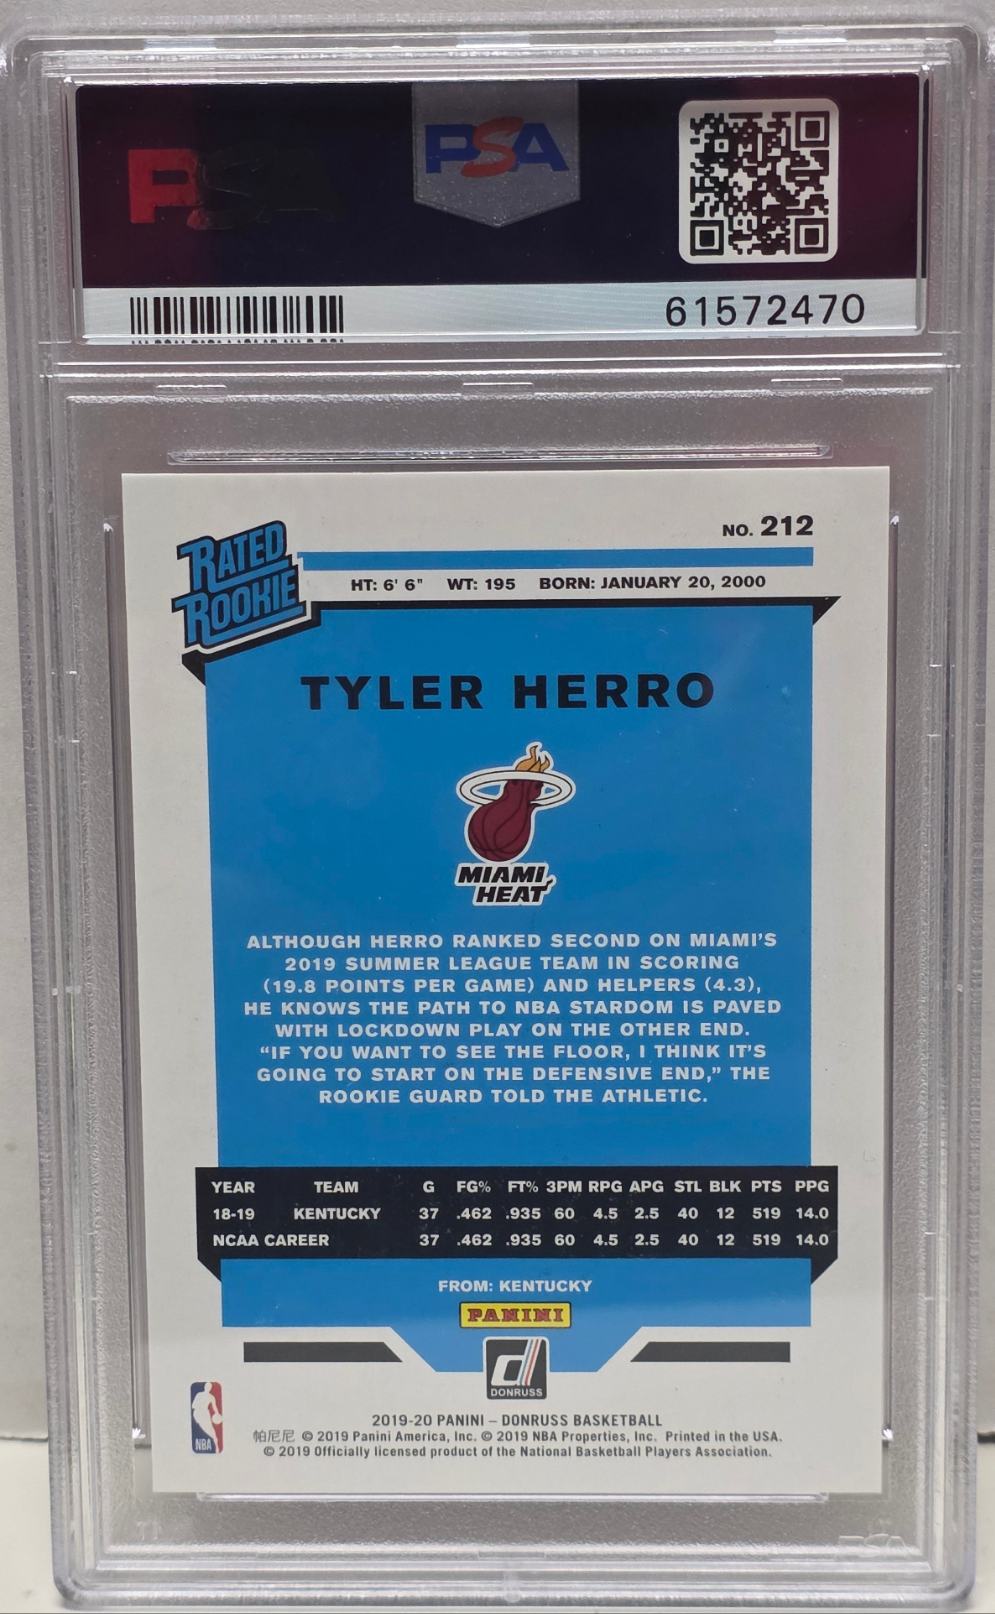 PSA
PSA
61572470
NO. 212
RATED
ROOKIE
HT: 6' 6" WT: 195 BORN: JANUARY 20, 2000
TYLER HERRO
MIAMI
HEAT
ALTHOUGH HERRO RANKED SECOND ON MIAMI'S
2019 SUMMER LEAGUE TEAM IN SCORING
(19.8 POINTS PER GAME) AND HELPERS (4.3),
HE KNOWS THE PATH TO NBA STARDOM IS PAVED
WITH LOCKDOWN PLAY ON THE OTHER END.
“IF YOU WANT TO SEE THE FLOOR, I THINK IT'S
GOING TO START ON THE DEFENSIVE END,” THE
ROOKIE GUARD TOLD THE ATHLETIC.
YEAR TEAM G FG% FT% 3PM RPG APG STL BLK PTS PPG
18-19 KENTUCKY 37 .462 .935 60 4.5 2.5 40 12 519 14.0
NCAA CAREER 37 .462 .935 60 4.5 2.5 40 12 519 14.0
FROM: KENTUCKY
PANINI
d
DONRUSS
NBA
2019-20 PANINI – DONRUSS BASKETBALL
帕尼尼 © 2019 Panini America, Inc. © 2019 NBA Properties, Inc. Printed in the USA.
© 2019 Officially licensed product of the National Basketball Players Association.
PSA